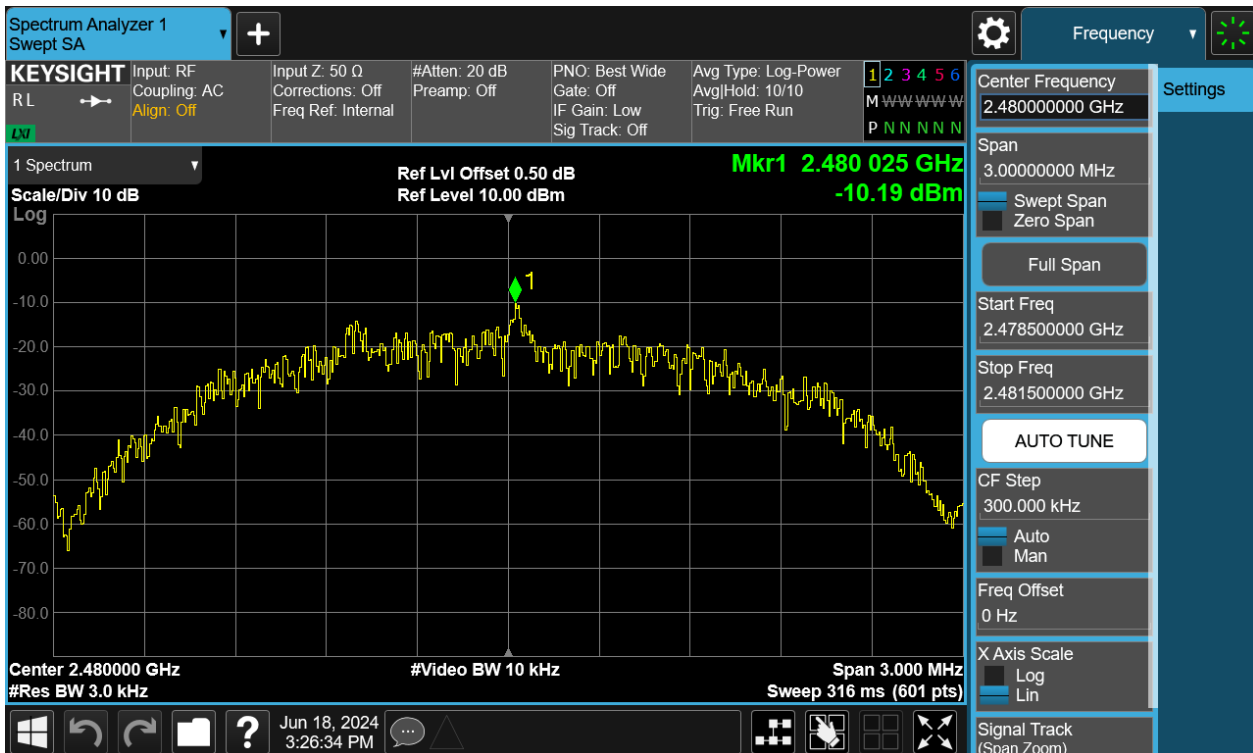 Spectrum Analyzer 1
Swept SA
+
Frequency
KEYSIGHT
R L
LXI
Input: RF
Coupling: AC
Align: Off
Input Z: 50 Ω
Corrections: Off
Freq Ref: Internal
#Atten: 20 dB
Preamp: Off
PNO: Best Wide
Gate: Off
IF Gain: Low
Sig Track: Off
Avg Type: Log-Power
Avg|Hold: 10/10
Trig: Free Run
1 2 3 4 5 6
M W W W W W
P N N N N N
1 Spectrum
Scale/Div 10 dB
Log
Ref Lvl Offset 0.50 dB
Ref Level 10.00 dBm
Mkr1 2.480 025 GHz
-10.19 dBm
1
0.00
-10.0
-20.0
-30.0
-40.0
-50.0
-60.0
-70.0
-80.0
Center 2.480000 GHz
#Res BW 3.0 kHz
#Video BW 10 kHz
Span 3.000 MHz
Sweep 316 ms (601 pts)
Center Frequency
2.480000000 GHz
Settings
Span
3.00000000 MHz
Swept Span
Zero Span
Full Span
Start Freq
2.478500000 GHz
Stop Freq
2.481500000 GHz
AUTO TUNE
CF Step
300.000 kHz
Auto
Man
Freq Offset
0 Hz
X Axis Scale
Log
Lin
Signal Track
(Span Zoom)
?
Jun 18, 2024
3:26:34 PM